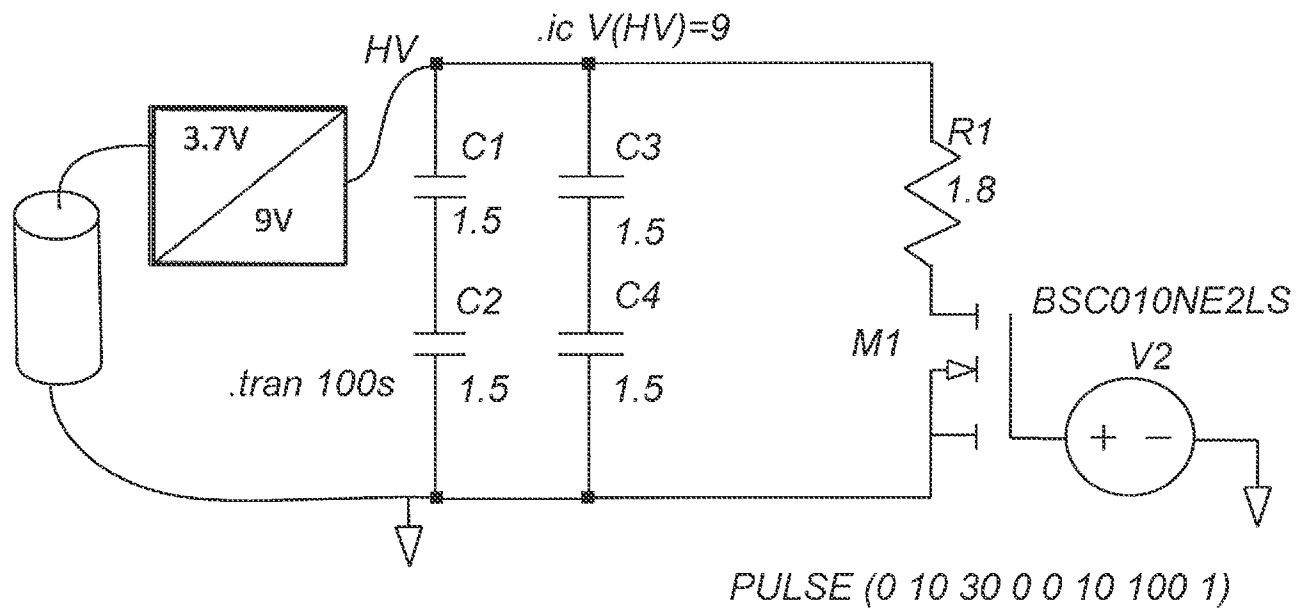 HV
.ic V(HV)=9
3.7V
9V
C1
1.5
C3
1.5
R1
1.8
C2
1.5
C4
1.5
.tran 100s
M1
BSC010NE2LS
V2
+ −
PULSE (0 10 30 0 0 10 100 1)